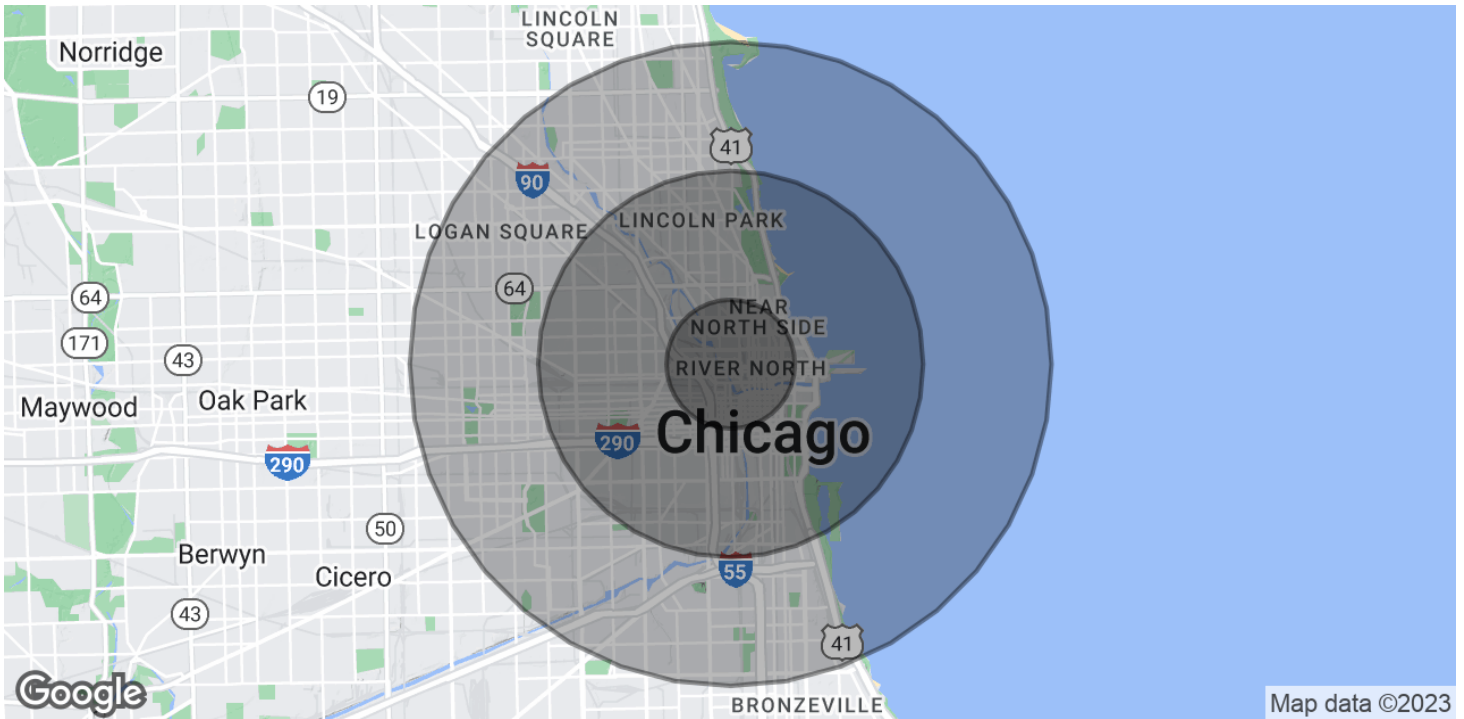 LINCOLN
SQUARE
Norridge
19
41
90
LINCOLN PARK
LOGAN SQUARE
64
64
NEAR
NORTH SIDE
171
43
RIVER NORTH
Oak Park
Maywood
Chicago
290
290
50
Berwyn
55
Cicero
43
41
Google
BRONZEVILLE
Map data ©2023